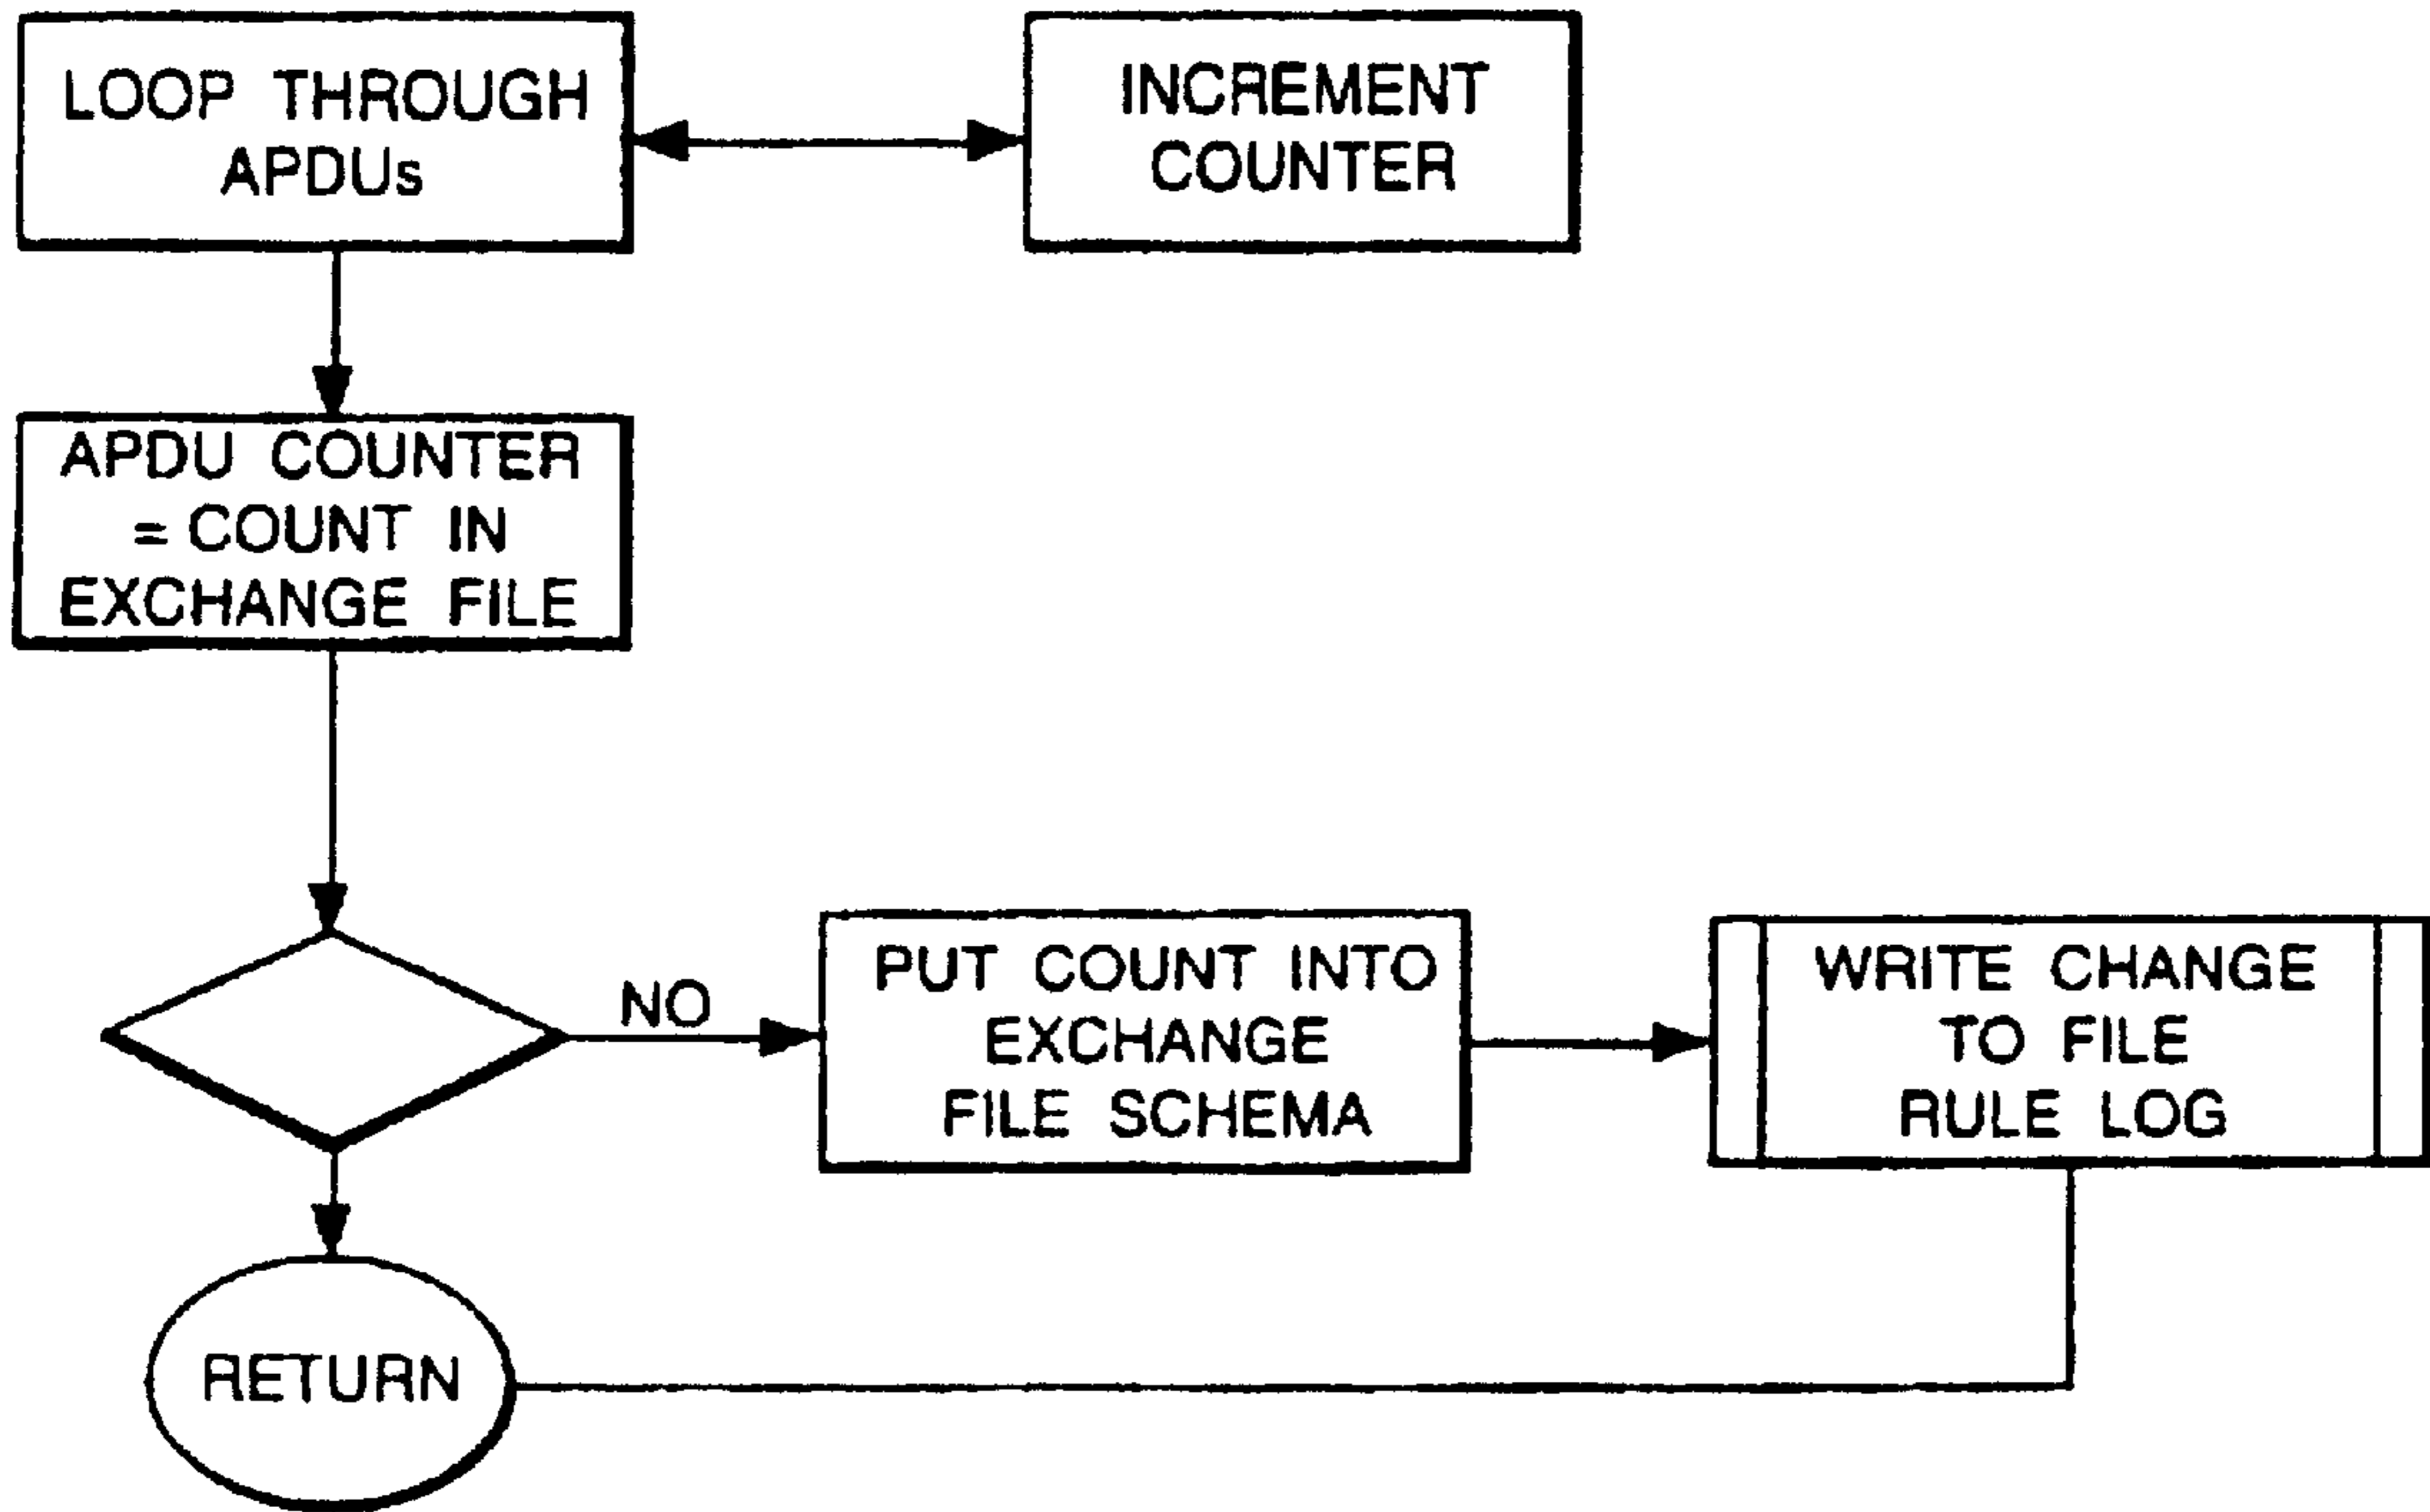 LOOP THROUGH
APDUs
INCREMENT
COUNTER
APDU COUNTER
= COUNT IN
EXCHANGE FILE
NO
PUT COUNT INTO
EXCHANGE
FILE SCHEMA
WRITE CHANGE
TO FILE
RULE LOG
RETURN